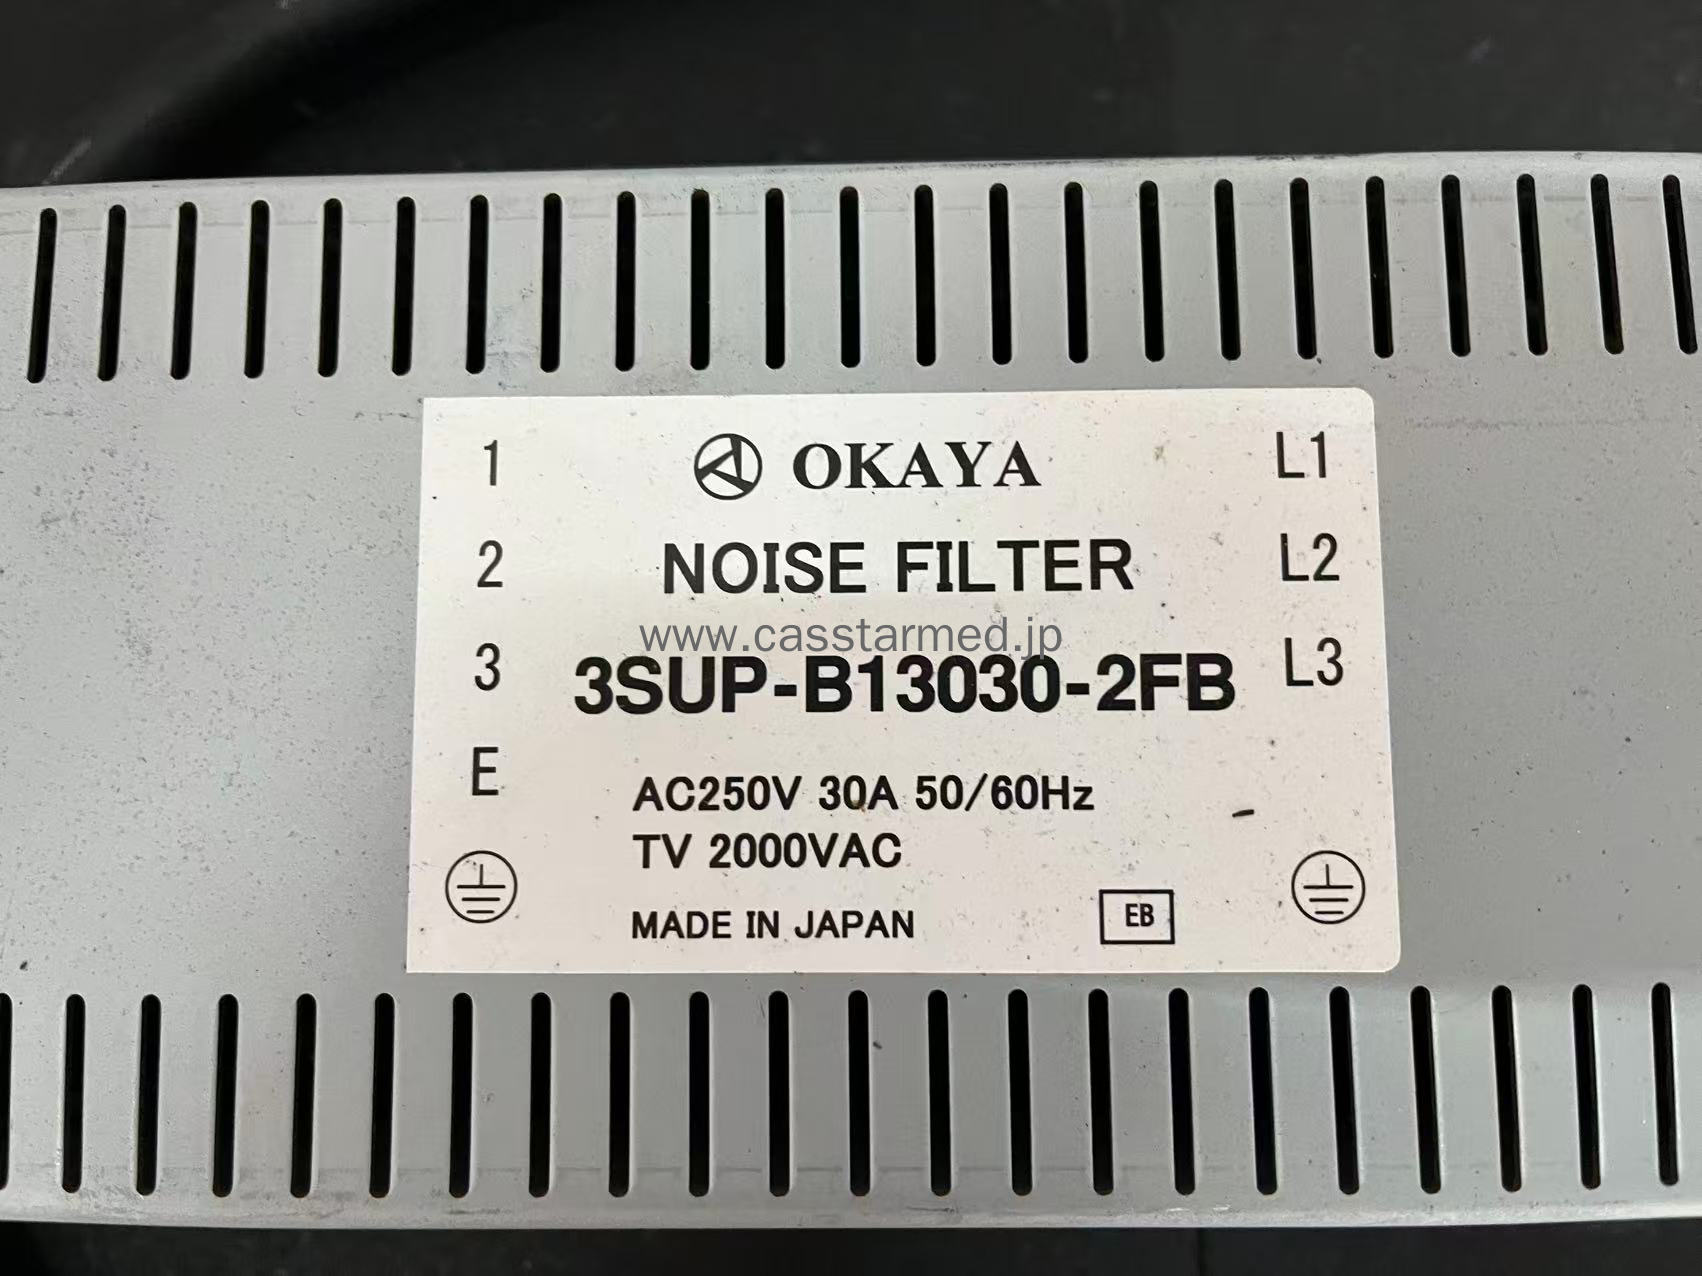 1 OKAYA L1
2 NOISE FILTER L2
www.casstarmed.jp
3 3SUP-B13030-2FB L3
E AC250V 30A 50/60Hz
TV 2000VAC
MADE IN JAPAN EB